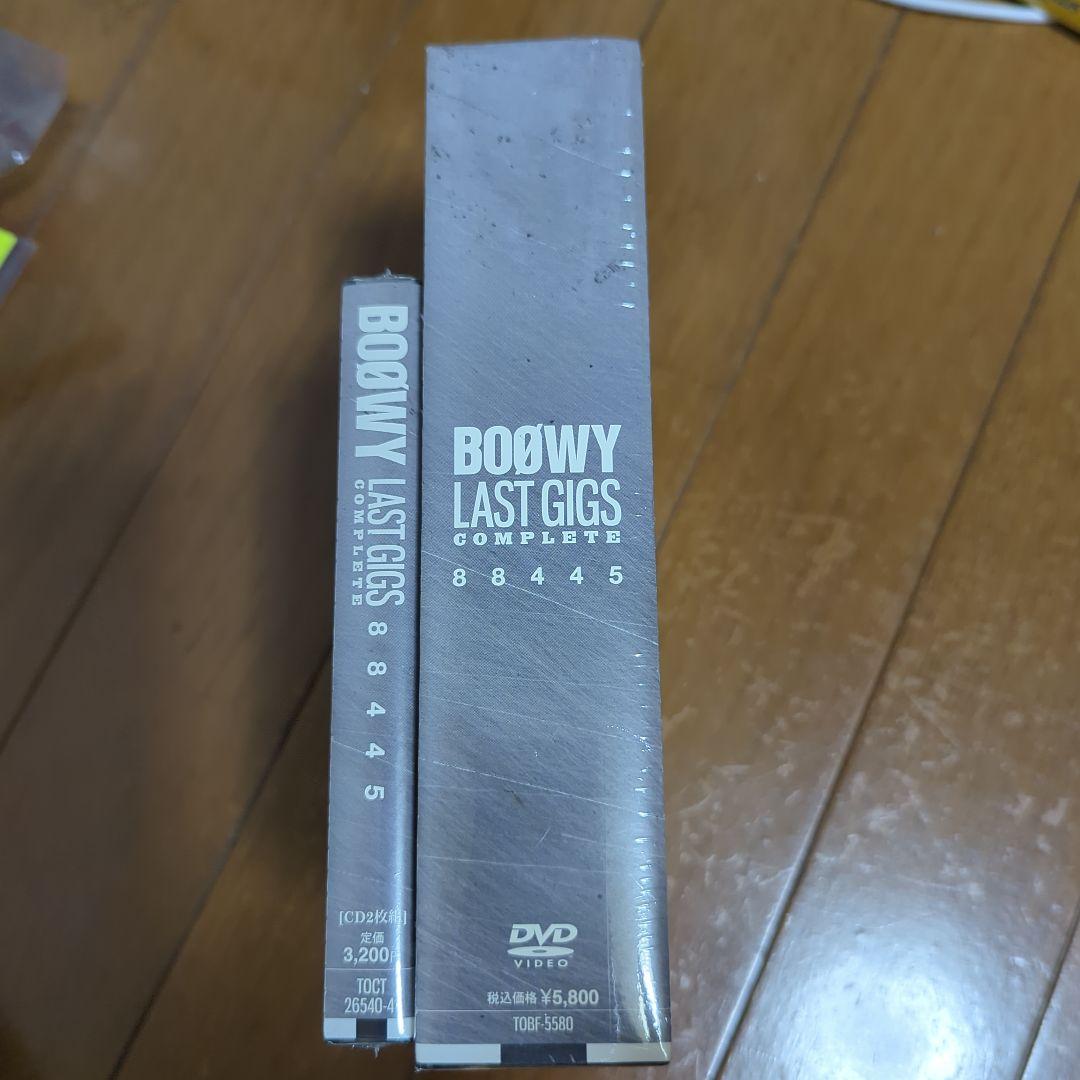 BOØWY LAST GIGS
COMPLETE
8 8 4 4 5
[CD2枚組]
定価
3,200円
TOCT
26540-4
BOØWY
LAST GIGS
COMPLETE
8 8 4 4 5
DVD
VIDEO
税込価格 ¥5,800
TOBF-5580